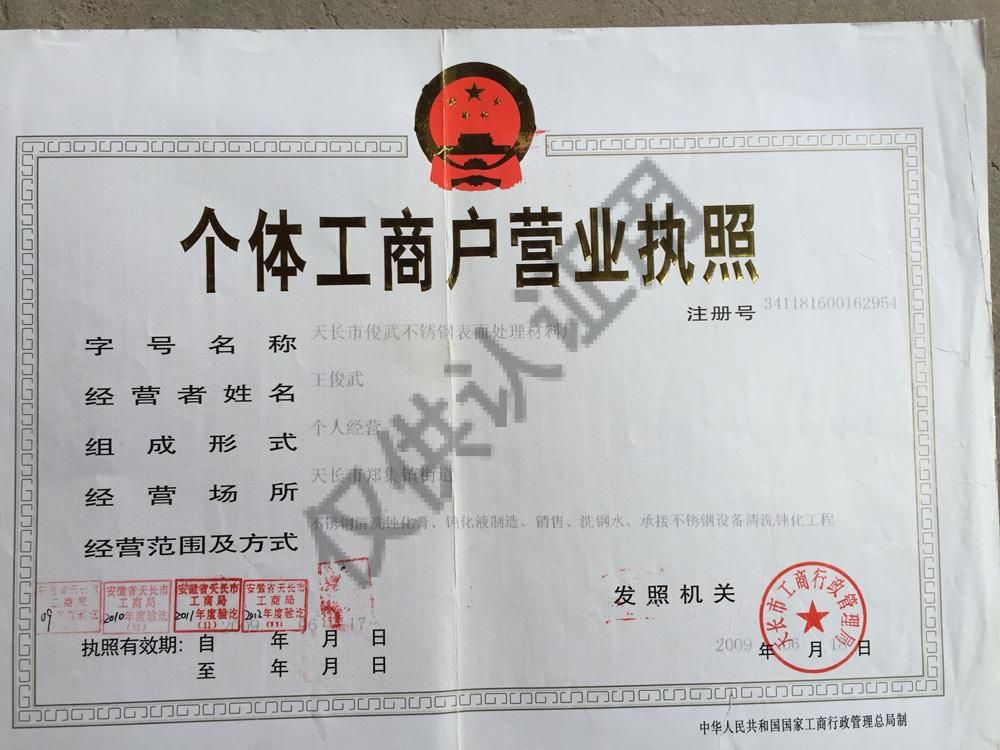 个体工商户营业执照
注册号 341181600162954
字号名称 天长市俊武不锈钢表面处理材料厂
经营者姓名 王俊武
组成形式 个人经营
经营场所 天长市郑集镇街道
经营范围及方式 不锈钢清洗钝化膏、钝化液制造、销售、洗钢水、承接不锈钢设备清洗钝化工程
仅供认证用
09
安徽省天长市
工商局
2010年度验讫
(11)
安徽省天长市
工商局
2011年度验讫
(11)
安徽省天长市
工商局
2012年度验讫
(11)
发照机关
天长市工商行政管理局
执照有效期: 自 年 月 日
至 年 月 日
2009 年 06 月 18 日
中华人民共和国国家工商行政管理总局制